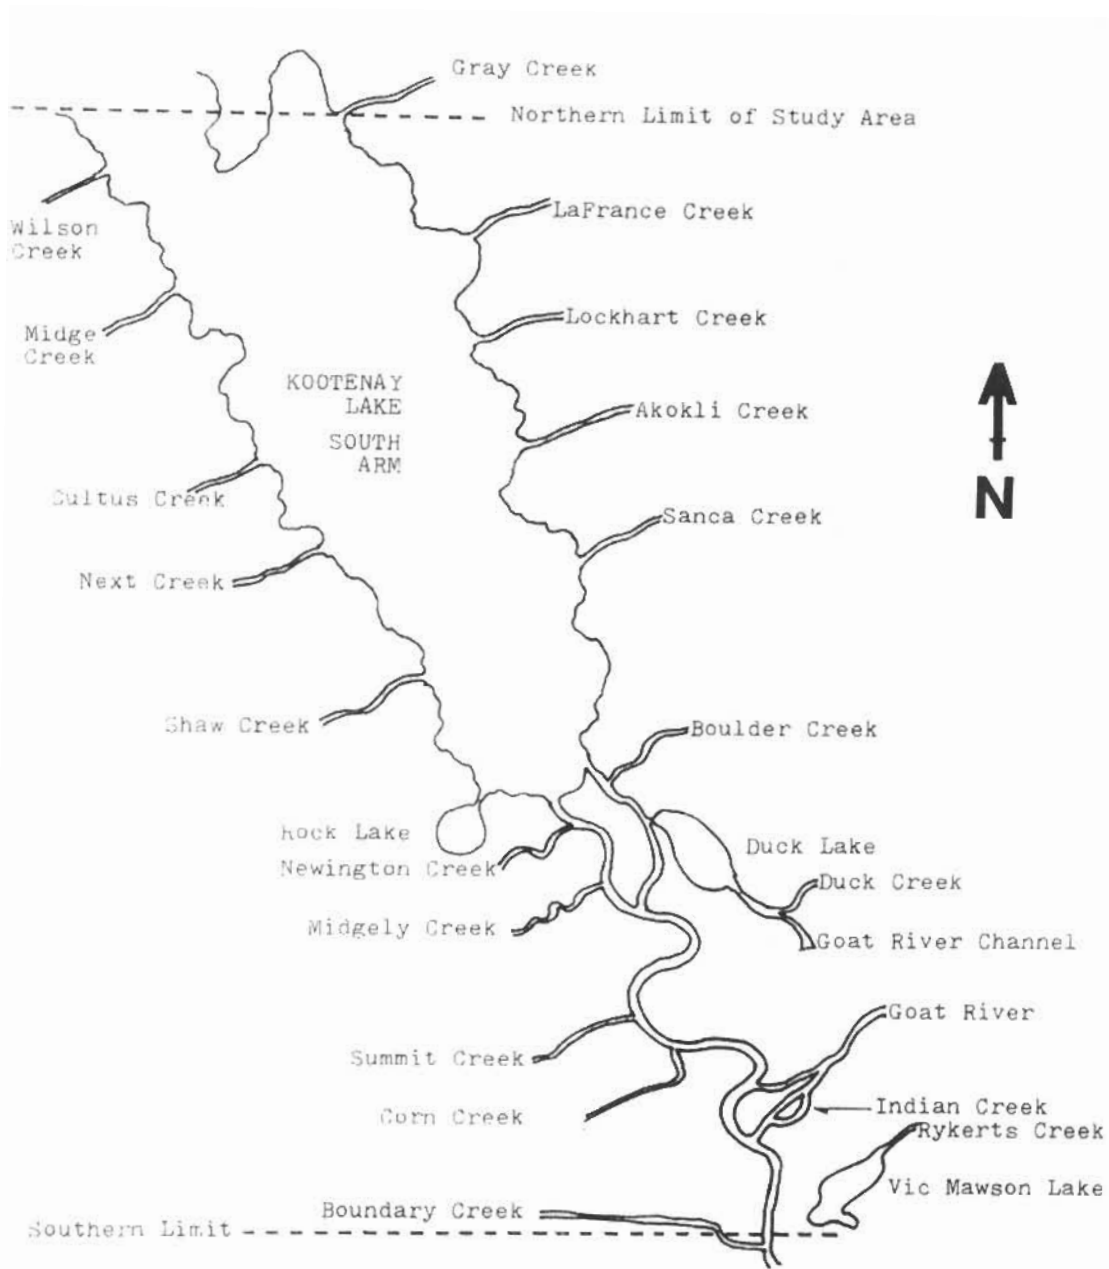 Gray Creek
Northern Limit of Study Area
LaFrance Creek
Wilson
Creek
Lockhart Creek
Midge
Creek
KOOTENAY
LAKE
SOUTH
ARM
Akokli Creek
N
Cultus Creek
Sanca Creek
Next Creek
Shaw Creek
Boulder Creek
Rock Lake
Duck Lake
Newington Creek
Duck Creek
Midgely Creek
Goat River Channel
Goat River
Summit Creek
Indian Creek
Corn Creek
Rykerts Creek
Vic Mawson Lake
Boundary Creek
Southern Limit